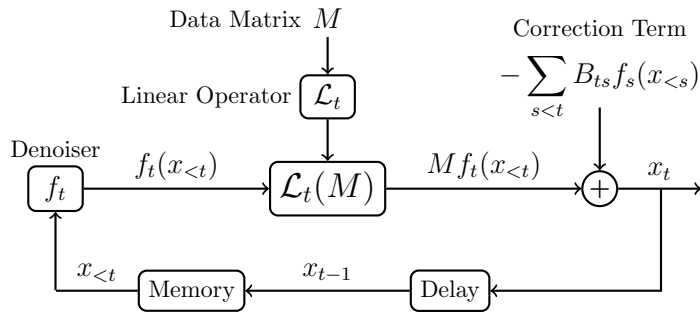 Data Matrix M
Correction Term
Linear Operator
ℒₜ
−∑_{s<t} B_{ts} f_s(x_{<s})
Denoiser
f_t
f_t(x_{<t})
ℒ_t(M)
M f_t(x_{<t})
+
x_t
x_{<t}
Memory
x_{t−1}
Delay